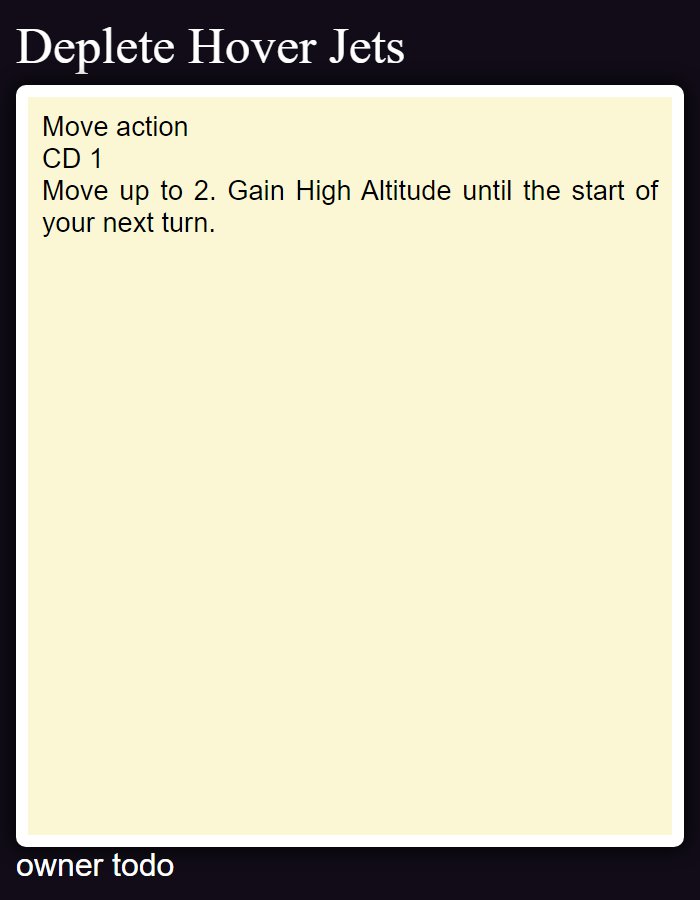 Deplete Hover Jets
Move action
CD 1
Move up to 2. Gain High Altitude until the start of
your next turn.
owner todo